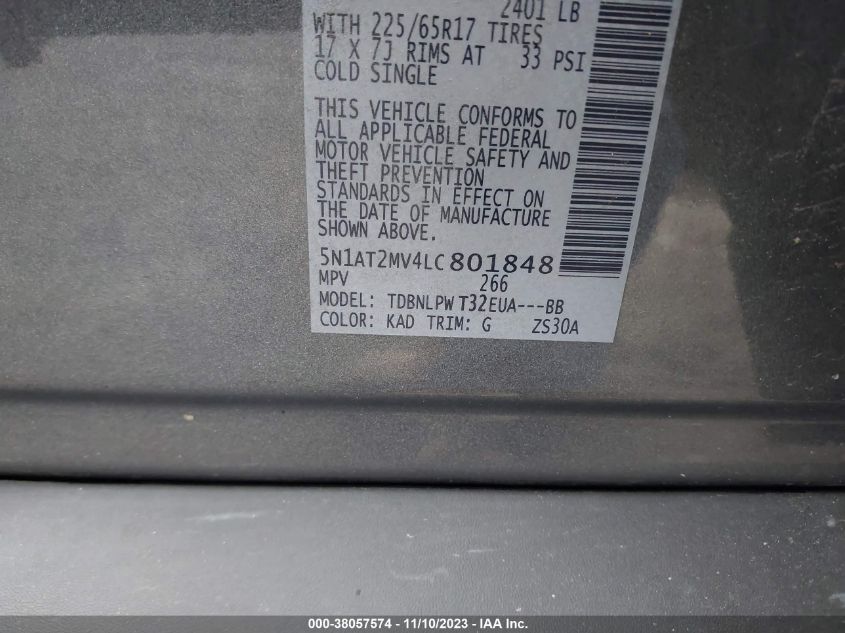 2401 LB
WITH 225/65R17 TIRES
17 X 7J RIMS AT 33 PSI
COLD SINGLE
THIS VEHICLE CONFORMS TO
ALL APPLICABLE FEDERAL
MOTOR VEHICLE SAFETY AND
THEFT PREVENTION
STANDARDS IN EFFECT ON
THE DATE OF MANUFACTURE
SHOWN ABOVE.
5N1AT2MV4LC801848
MPV 266
MODEL: TDBNLPW T32EUA---BB
COLOR: KAD TRIM: G ZS30A
000-38057574 - 11/10/2023 - IAA Inc.